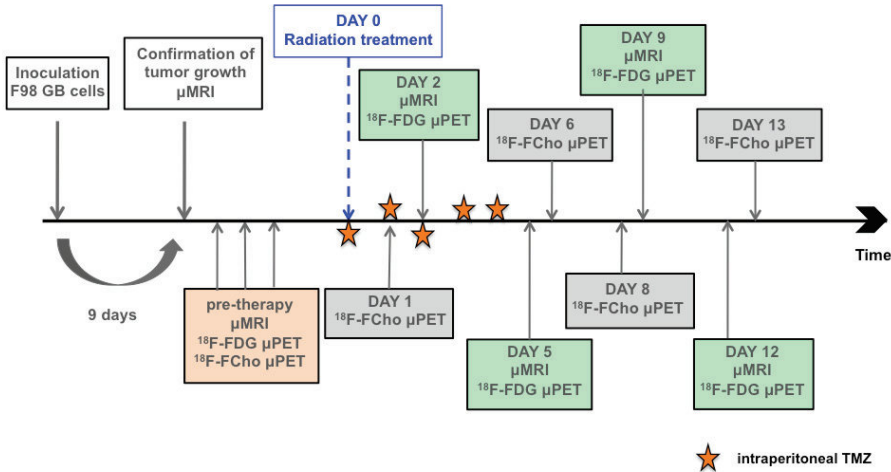 Inoculation
F98 GB cells
Confirmation of
tumor growth
µMRI
DAY 0
Radiation treatment
DAY 2
µMRI
¹⁸F-FDG µPET
DAY 6
¹⁸F-FCho µPET
DAY 9
µMRI
¹⁸F-FDG µPET
DAY 13
¹⁸F-FCho µPET
Time
9 days
pre-therapy
µMRI
¹⁸F-FDG µPET
¹⁸F-FCho µPET
DAY 1
¹⁸F-FCho µPET
DAY 5
µMRI
¹⁸F-FDG µPET
DAY 8
¹⁸F-FCho µPET
DAY 12
µMRI
¹⁸F-FDG µPET
intraperitoneal TMZ